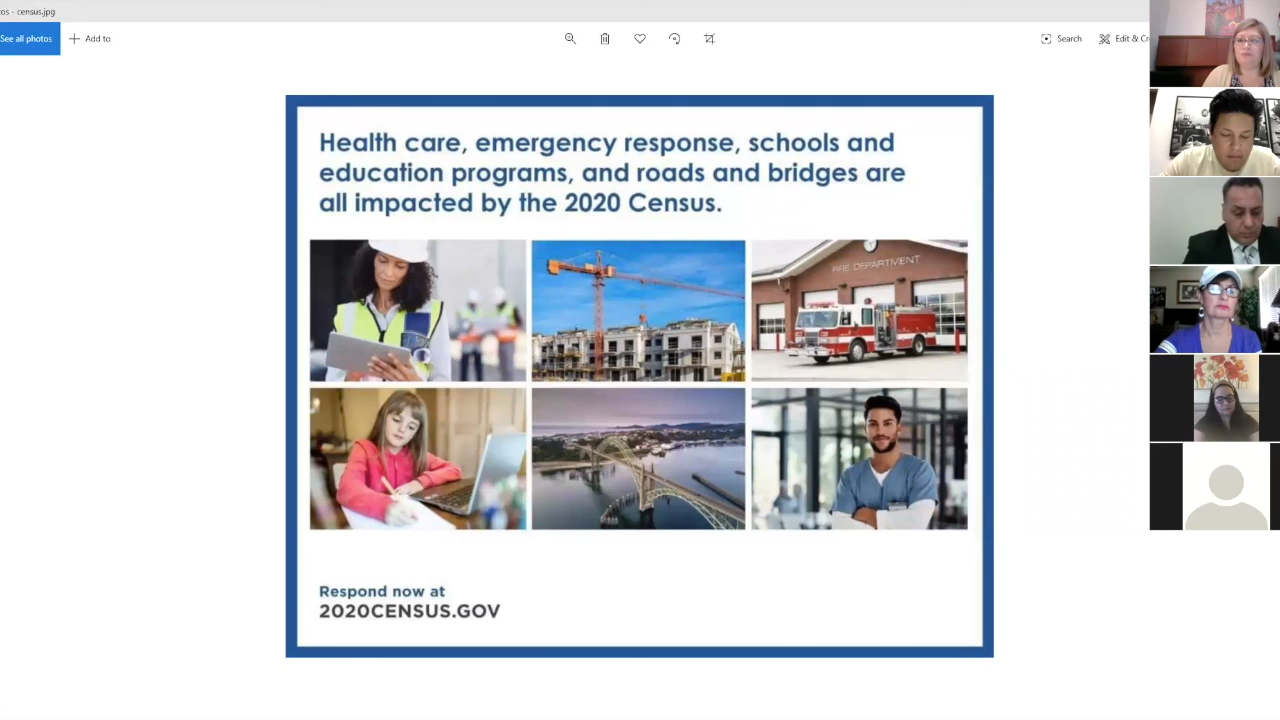 os - census.jpg
See all photos
Add to
Search
Edit & Cr
Health care, emergency response, schools and
education programs, and roads and bridges are
all impacted by the 2020 Census.
FIRE DEPARTMENT
Respond now at
2020CENSUS.GOV